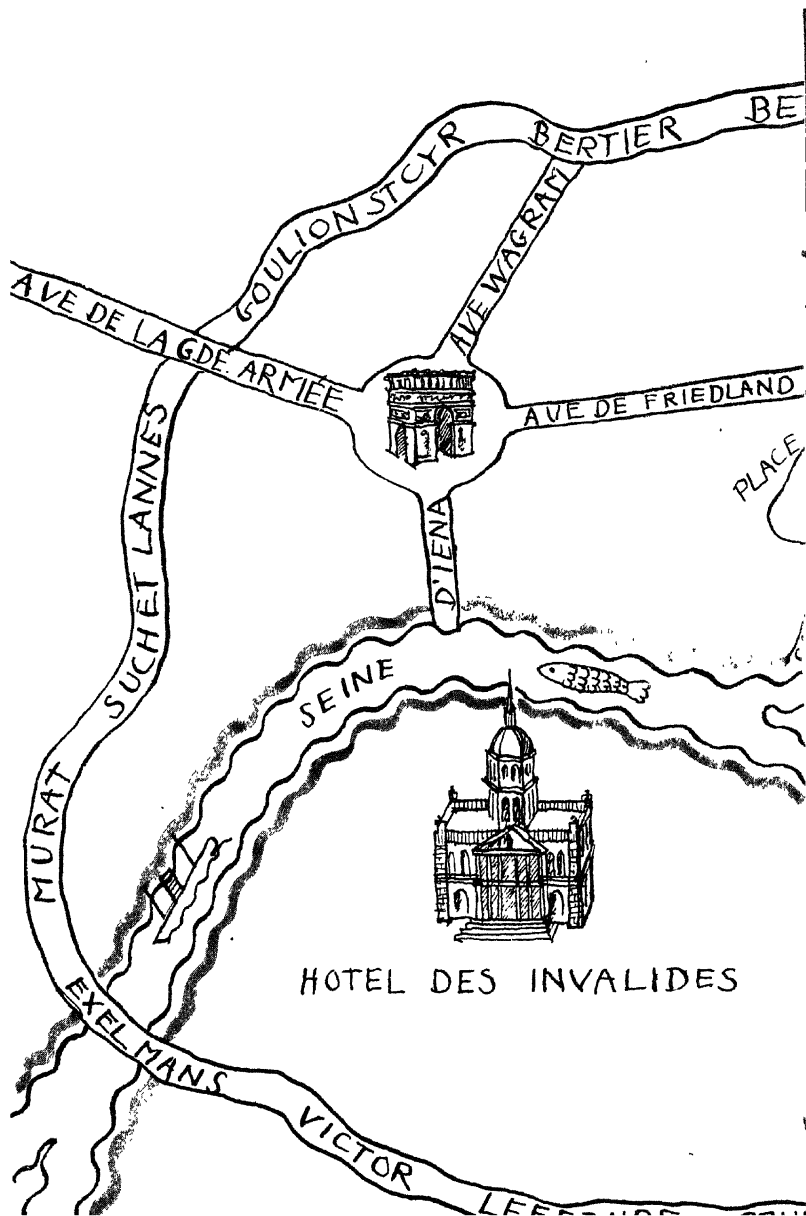 BERTIER
BE
GOULION ST CYR
AVE WAGRAM
AVE DE LA GDE. ARMÉE
AVE DE FRIEDLAND
PLACE
SUCHET LANNES
D'IENA
SEINE
MURAT
HOTEL DES INVALIDES
EXELMANS
VICTOR